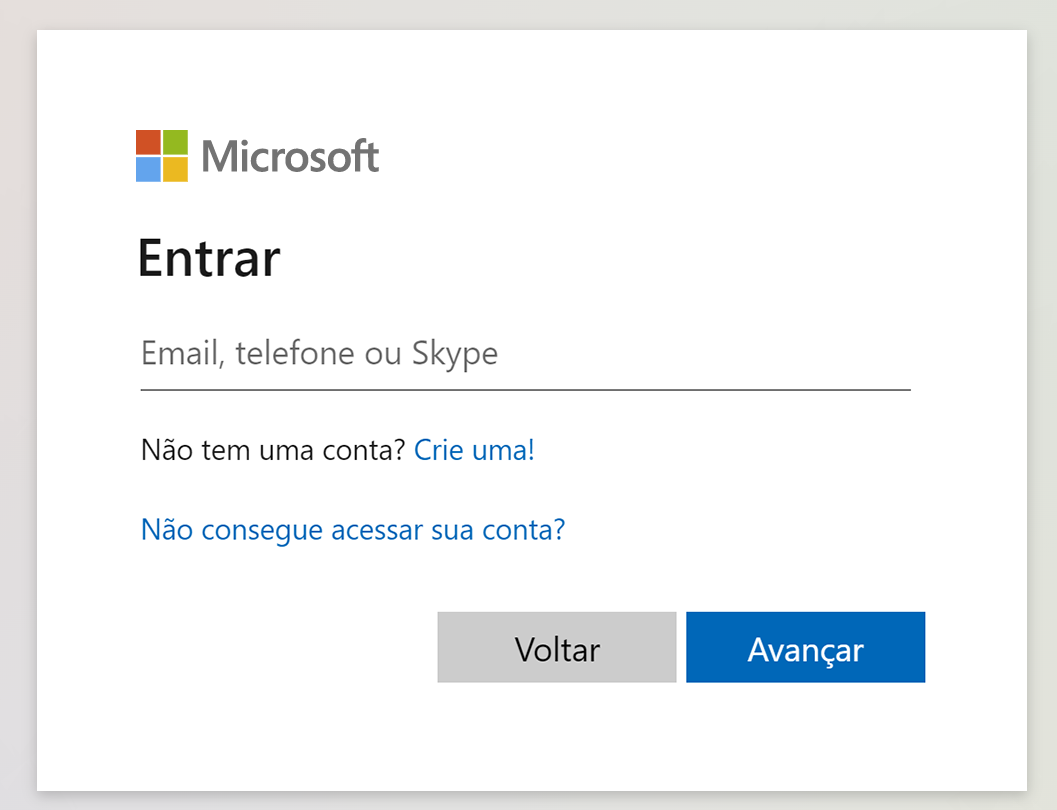 Microsoft
Entrar
Email, telefone ou Skype
Não tem uma conta? Crie uma!
Não consegue acessar sua conta?
Voltar Avançar